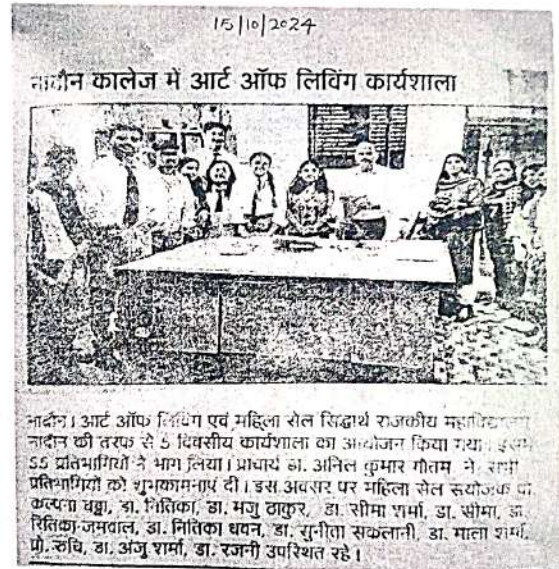 15/10/2024
नादौन कालेज में आर्ट ऑफ लिविंग कार्यशाला
नादौन। आर्ट ऑफ लिविंग एवं महिला सेल सिद्धार्थ राजकीय महाविद्यालय
नादौन की तरफ से 5 दिवसीय कार्यशाला का आयोजन किया गया। इसमें
55 प्रतिभागियों ने भाग लिया। प्राचार्य डा. अनिल कुमार गौतम ने सभी
प्रतिभागियों को शुभकामनाएं दी। इस अवसर पर महिला सेल संयोजक प्रो
कल्पना चड्ढा, डा. नितिका, डा. मंजु ठाकुर, डा. सीमा शर्मा, डा. सीमा, डा.
रितिका जमवाल, डा. नितिका धवन, डा. सुनीता सकलानी, डा. माला शर्मा,
प्रो. रुचि, डा. अंजु शर्मा, डा. रजनी उपस्थित रहे।